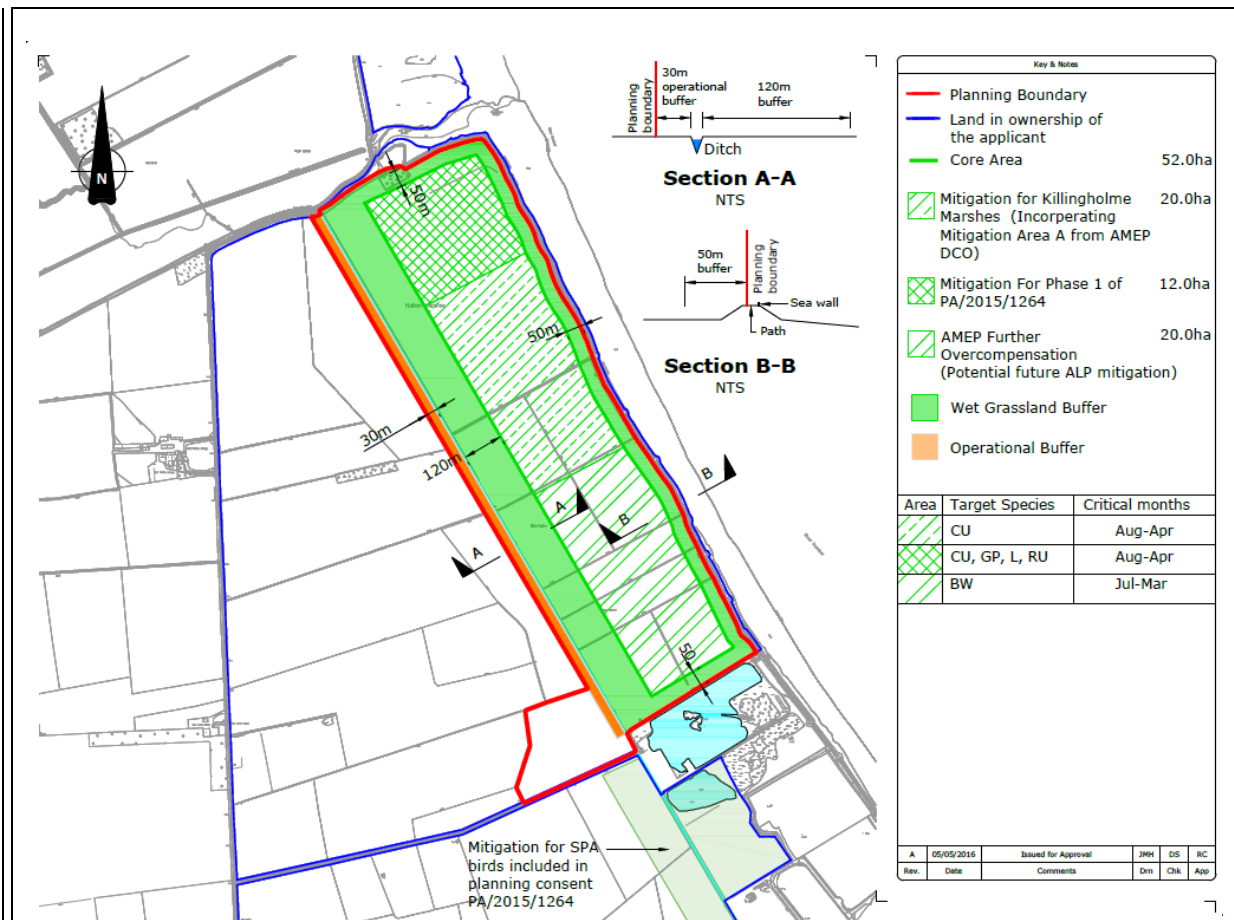 N
50m
50m
30m
120m
A
A
B
B
50
Mitigation for SPA
birds included in
planning consent
PA/2015/1264
Planning
boundary
30m
operational
buffer
120m
buffer
Ditch
Section A-A
NTS
50m
buffer
Planning
boundary
Sea wall
Path
Section B-B
NTS
Key & Notes
Planning Boundary
Land in ownership of
the applicant
Core Area 52.0ha
Mitigation for Killingholme 20.0ha
Marshes (Incorperating
Mitigation Area A from AMEP
DCO)
Mitigation For Phase 1 of 12.0ha
PA/2015/1264
AMEP Further 20.0ha
Overcompensation
(Potential future ALP mitigation)
Wet Grassland Buffer
Operational Buffer
Area Target Species Critical months
CU Aug-Apr
CU, GP, L, RU Aug-Apr
BW Jul-Mar
A 05/05/2016 Issued for Approval JMH DS RC
Rev. Date Comments Drn Chk App